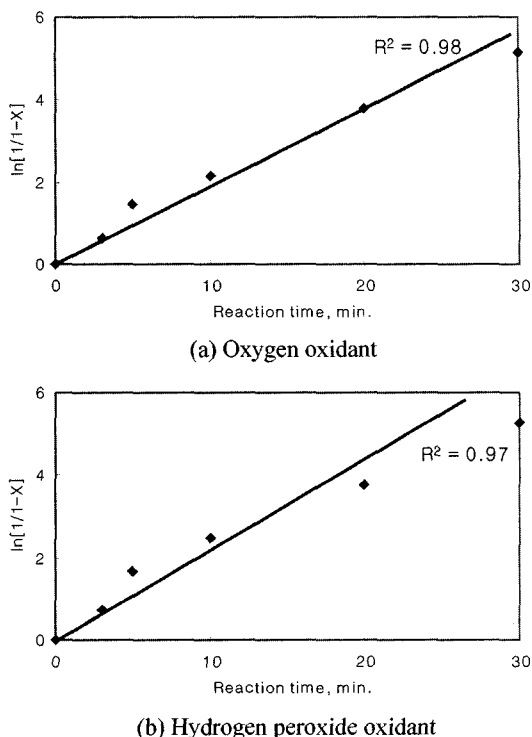 6
R² = 0.98
4
ln[1/1-X]
2
0
0
10
20
30
Reaction time, min.
(a) Oxygen oxidant
6
R² = 0.97
4
ln[1/1-X]
2
0
0
10
20
30
Reaction time, min.
(b) Hydrogen peroxide oxidant